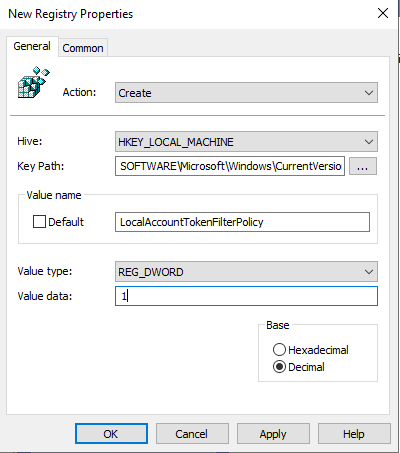 New Registry Properties
General Common
Action: Create
Hive: HKEY_LOCAL_MACHINE
Key Path: SOFTWARE\Microsoft\Windows\CurrentVersio ...
Value name
Default LocalAccountTokenFilterPolicy
Value type: REG_DWORD
Value data: 1
Base
Hexadecimal
Decimal
OK Cancel Apply Help